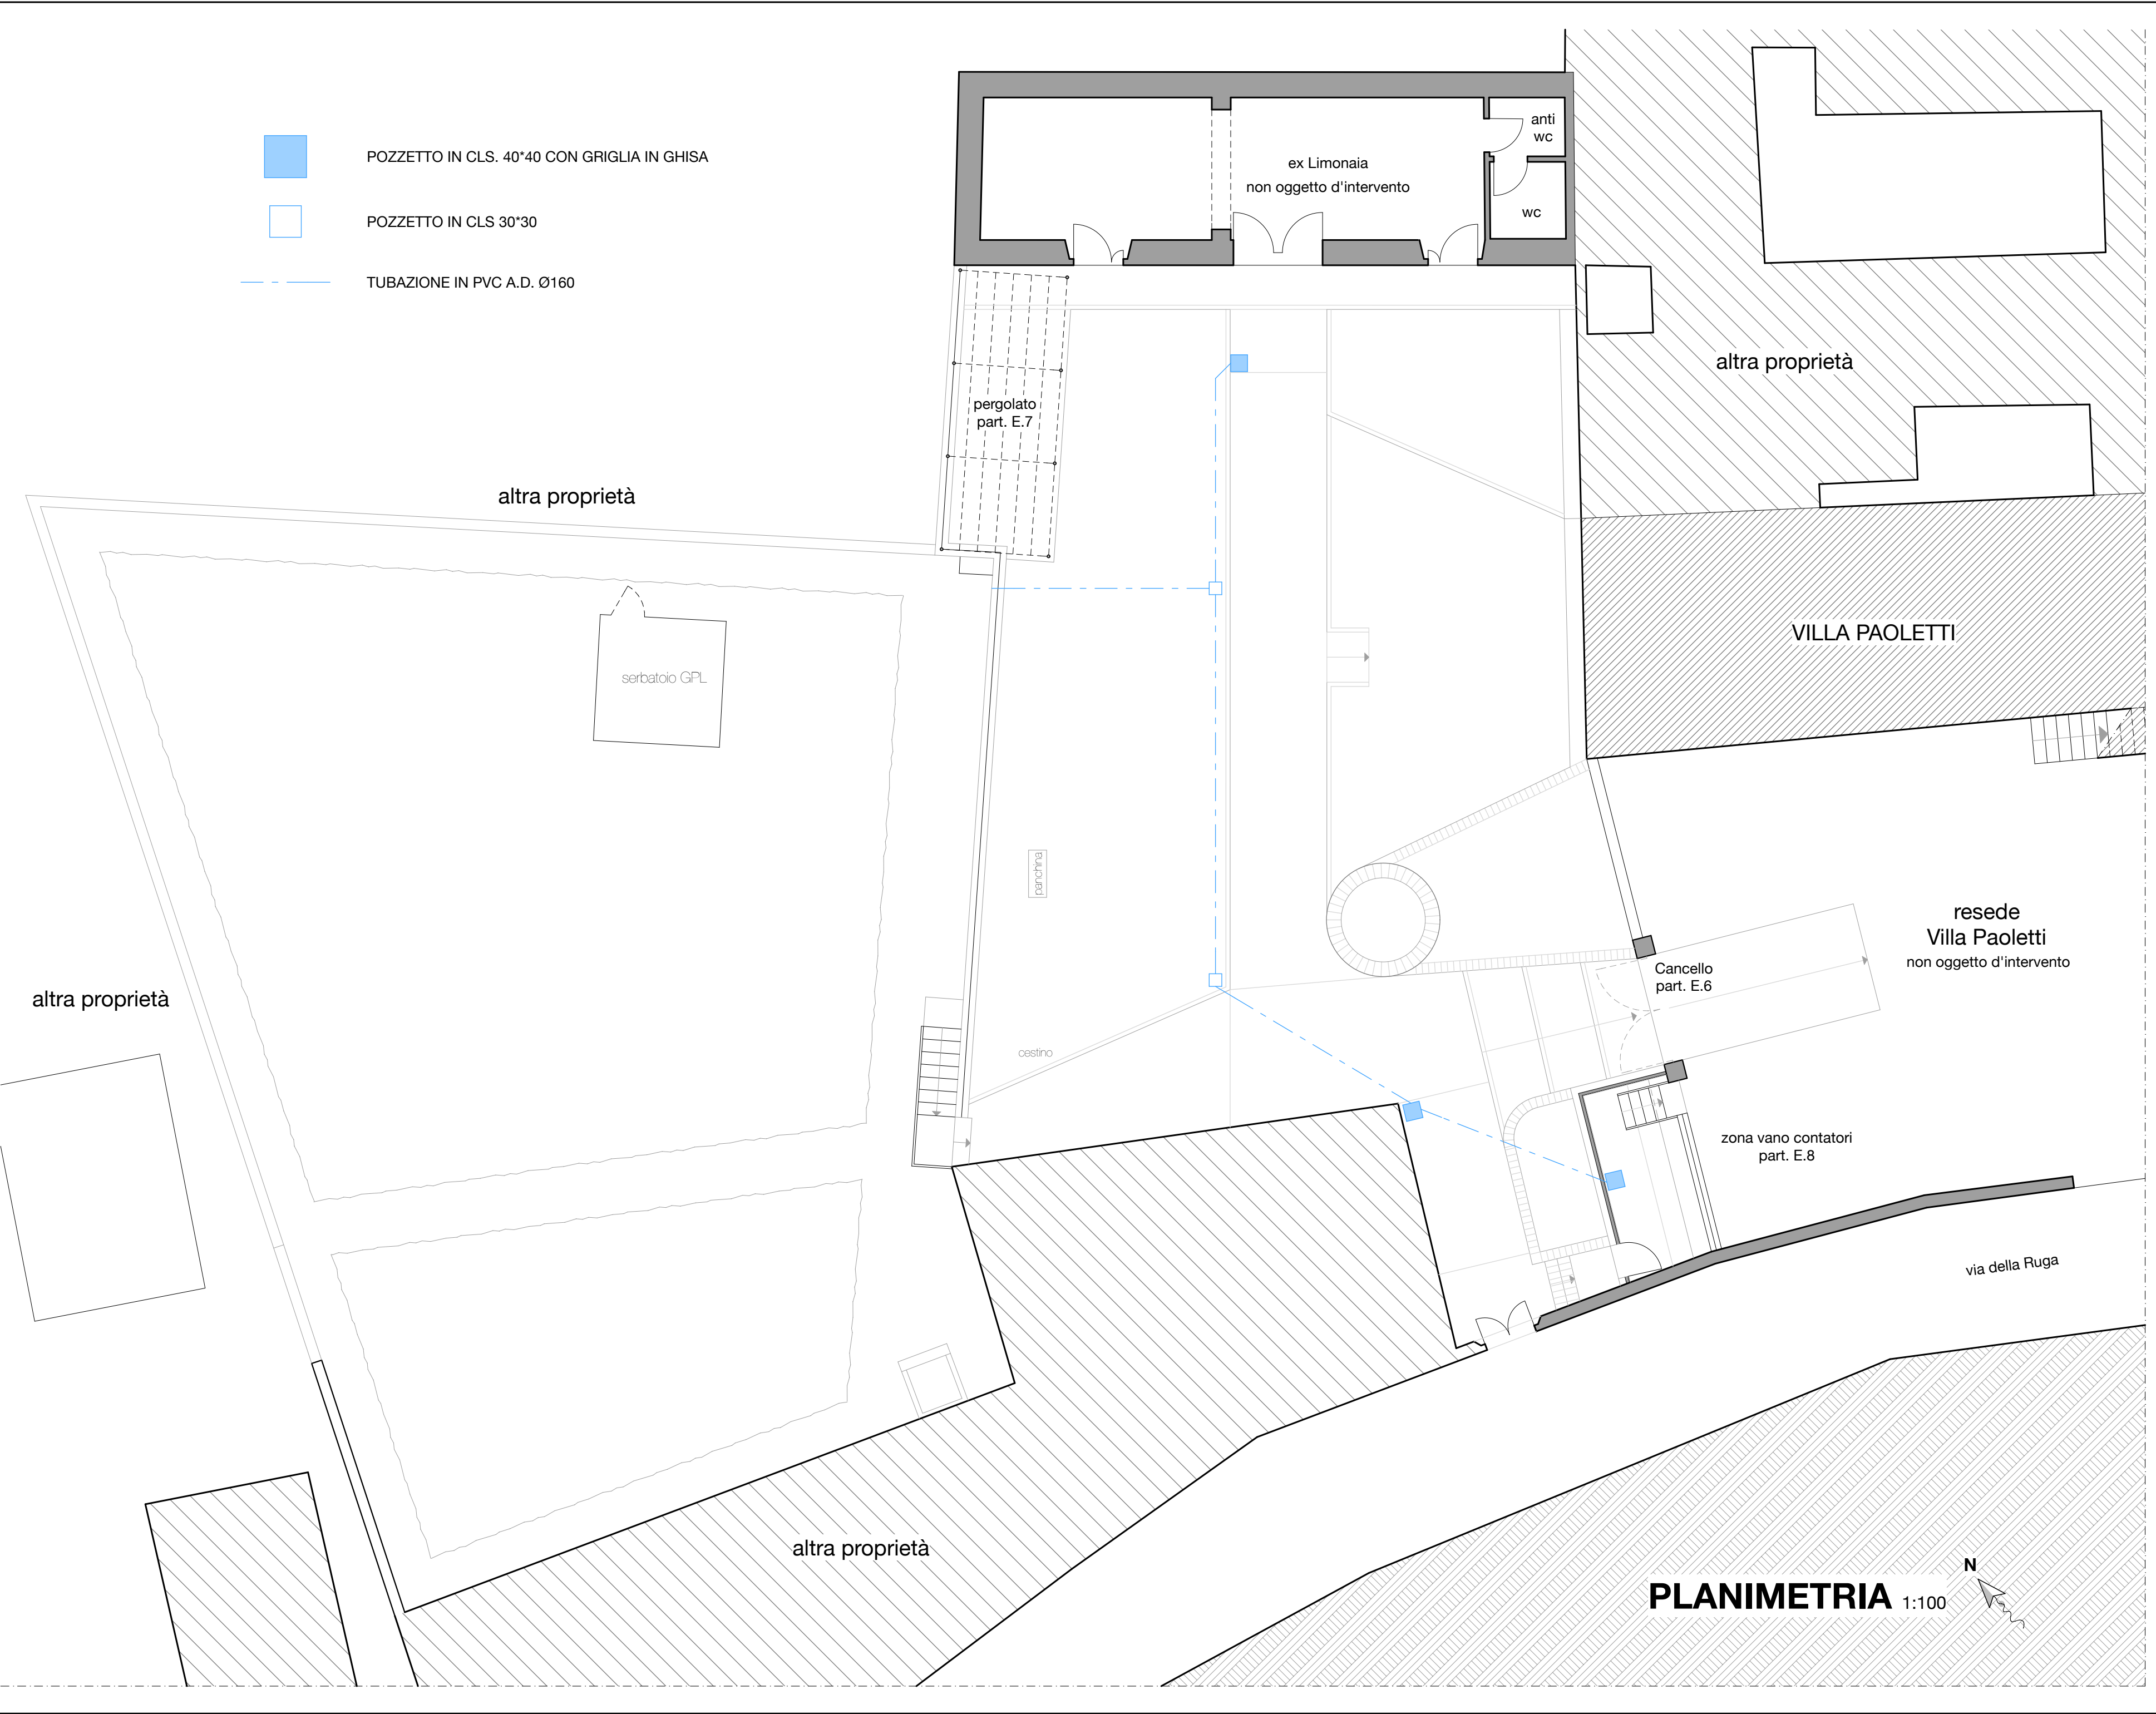 POZZETTO IN CLS. 40*40 CON GRIGLIA IN GHISA
POZZETTO IN CLS 30*30
TUBAZIONE IN PVC A.D. Ø160
anti
wc
ex Limonaia
non oggetto d'intervento
wc
altra proprietà
pergolato
part. E.7
altra proprietà
VILLA PAOLETTI
serbatoio GPL
panchina
resede
Villa Paoletti
non oggetto d'intervento
Cancello
part. E.6
altra proprietà
cestino
zona vano contatori
part. E.8
via della Ruga
altra proprietà
N
PLANIMETRIA 1:100